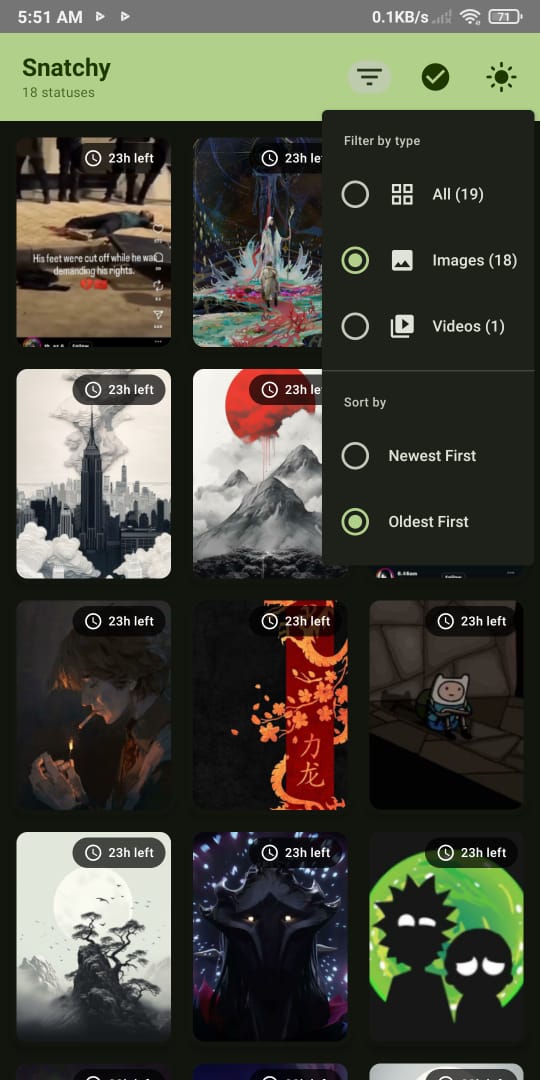 5:51 AM
0.1KB/s
71
Snatchy
18 statuses
Filter by type
All (19)
Images (18)
Videos (1)
Sort by
Newest First
Oldest First
23h left
23h le
His feet were cut off while he was
demanding his rights.
23h left
23h le
23h left
23h left
23h left
力
龙
23h left
23h left
23h left